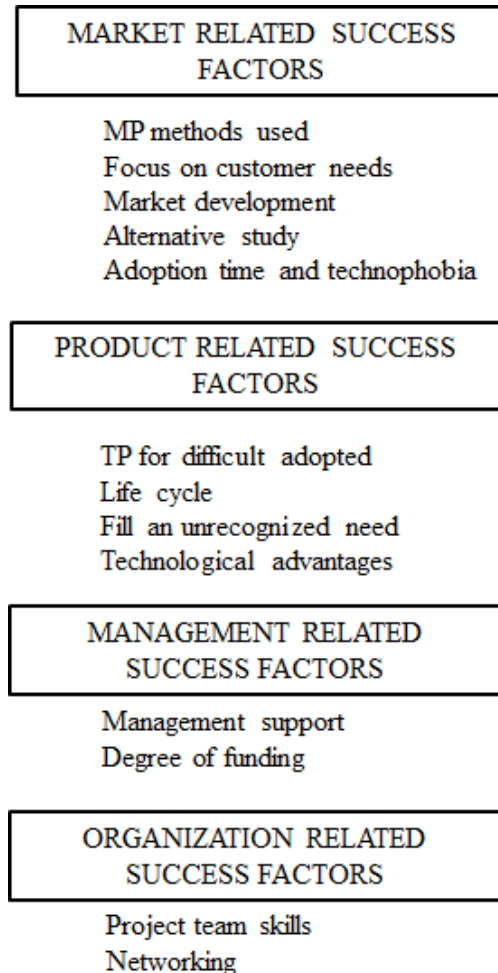 MARKET RELATED SUCCESS
FACTORS
MP methods used
Focus on customer needs
Market development
Alternative study
Adoption time and technophobia
PRODUCT RELATED SUCCESS
FACTORS
TP for difficult adopted
Life cycle
Fill an unrecognized need
Technological advantages
MANAGEMENT RELATED
SUCCESS FACTORS
Management support
Degree of funding
ORGANIZATION RELATED
SUCCESS FACTORS
Project team skills
Networking